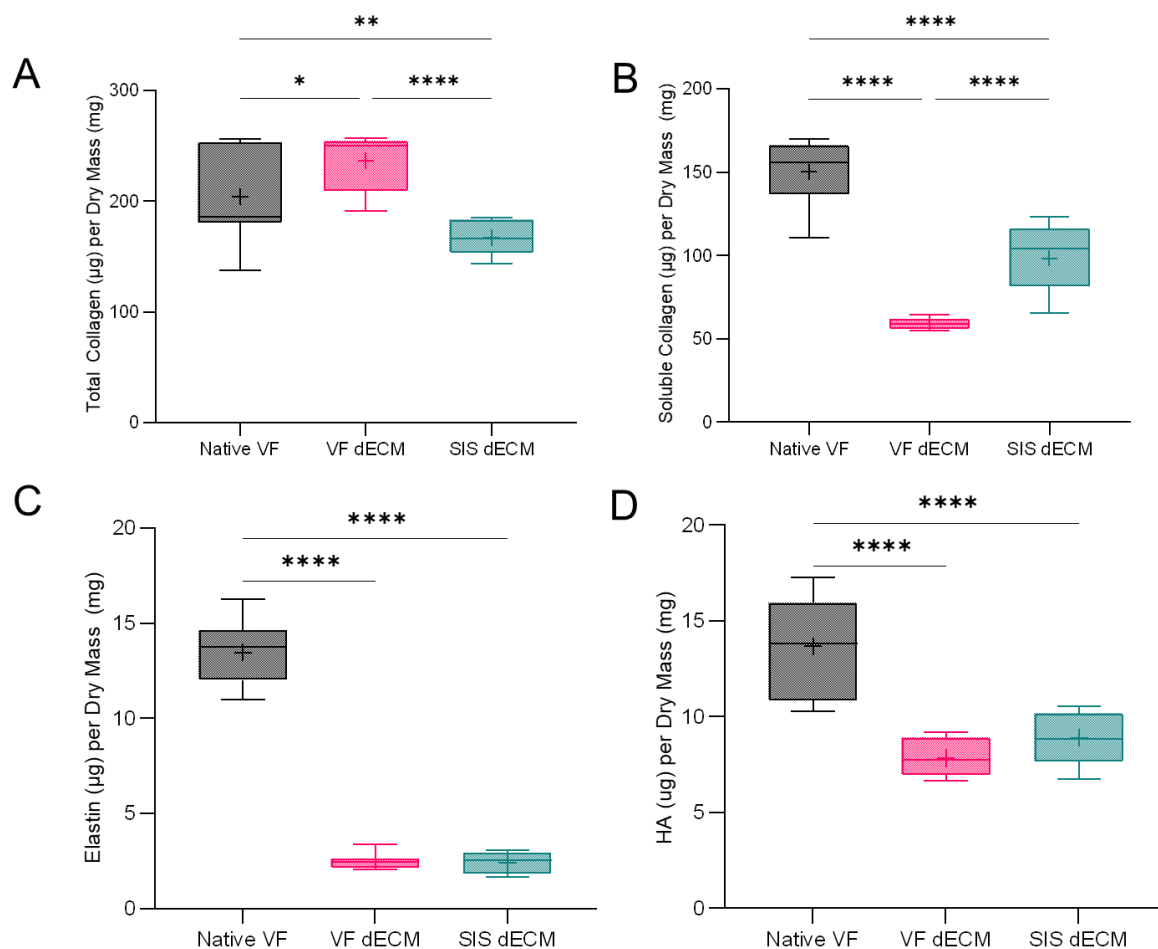 A
**
*
****
Total Collagen (µg) per Dry Mass (mg)
300
200
100
0
Native VF VF dECM SIS dECM
B
****
****
****
Soluble Collagen (µg) per Dry Mass (mg)
200
150
100
50
0
Native VF VF dECM SIS dECM
C
****
****
Elastin (µg) per Dry Mass (mg)
20
15
10
5
0
Native VF VF dECM SIS dECM
D
****
****
HA (ug) per Dry Mass (mg)
20
15
10
5
0
Native VF VF dECM SIS dECM